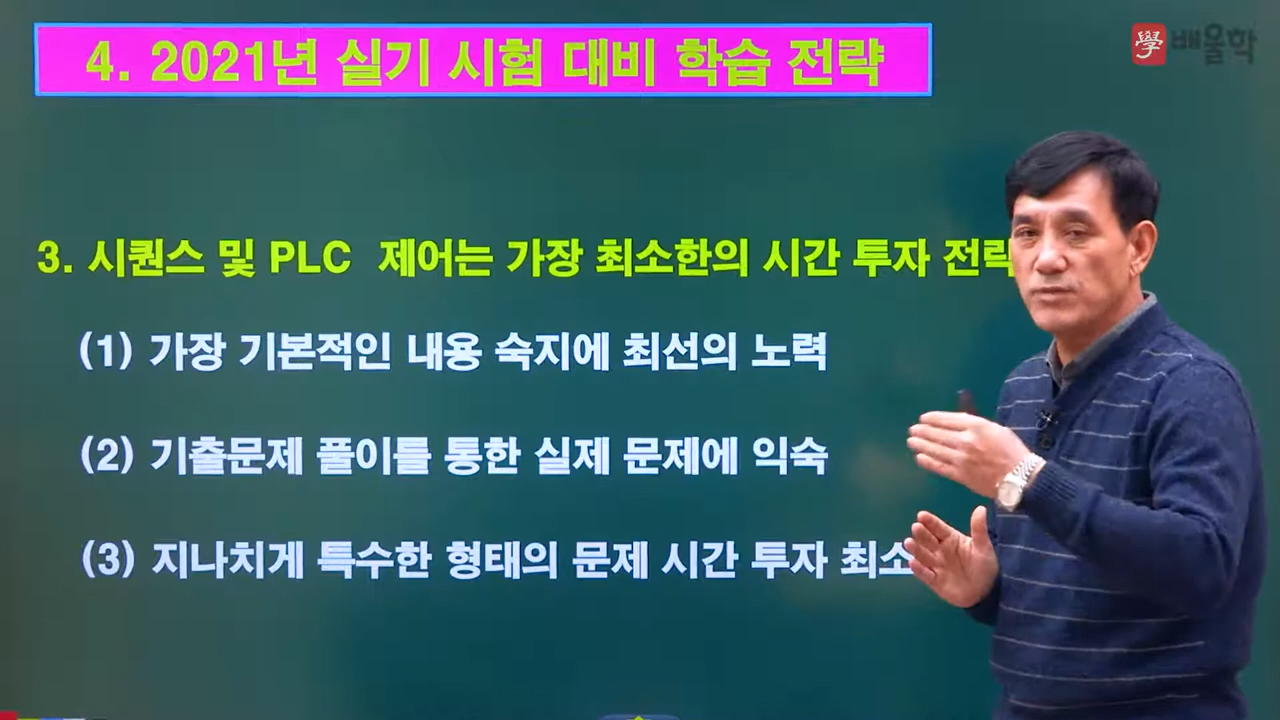 4. 2021년 실기 시험 대비 학습 전략
學 배울학
3. 시퀀스 및 PLC 제어는 가장 최소한의 시간 투자 전략
(1) 가장 기본적인 내용 숙지에 최선의 노력
(2) 기출문제 풀이를 통한 실제 문제에 익숙
(3) 지나치게 특수한 형태의 문제 시간 투자 최소